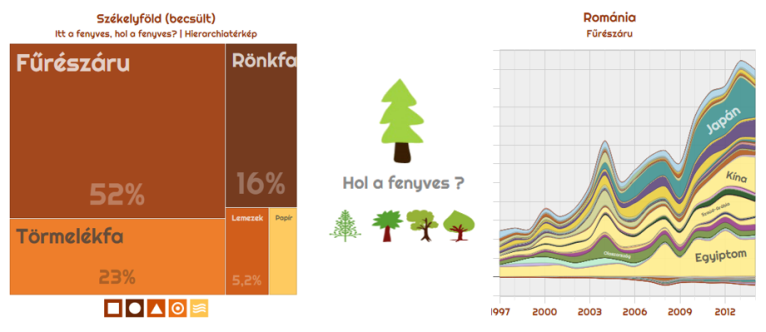 Székelyföld (becsült)
Itt a fenyves, hol a fenyves? | Hierarchiatérkép
Fűrészáru
52%
Rönkfa
16%
Törmelékfa
23%
Lemezek
5,2%
Papír
Hol a fenyves ?
Románia
Fűrészáru
Japán
Kína
Egyiptom
1997 2000 2003 2006 2009 2012